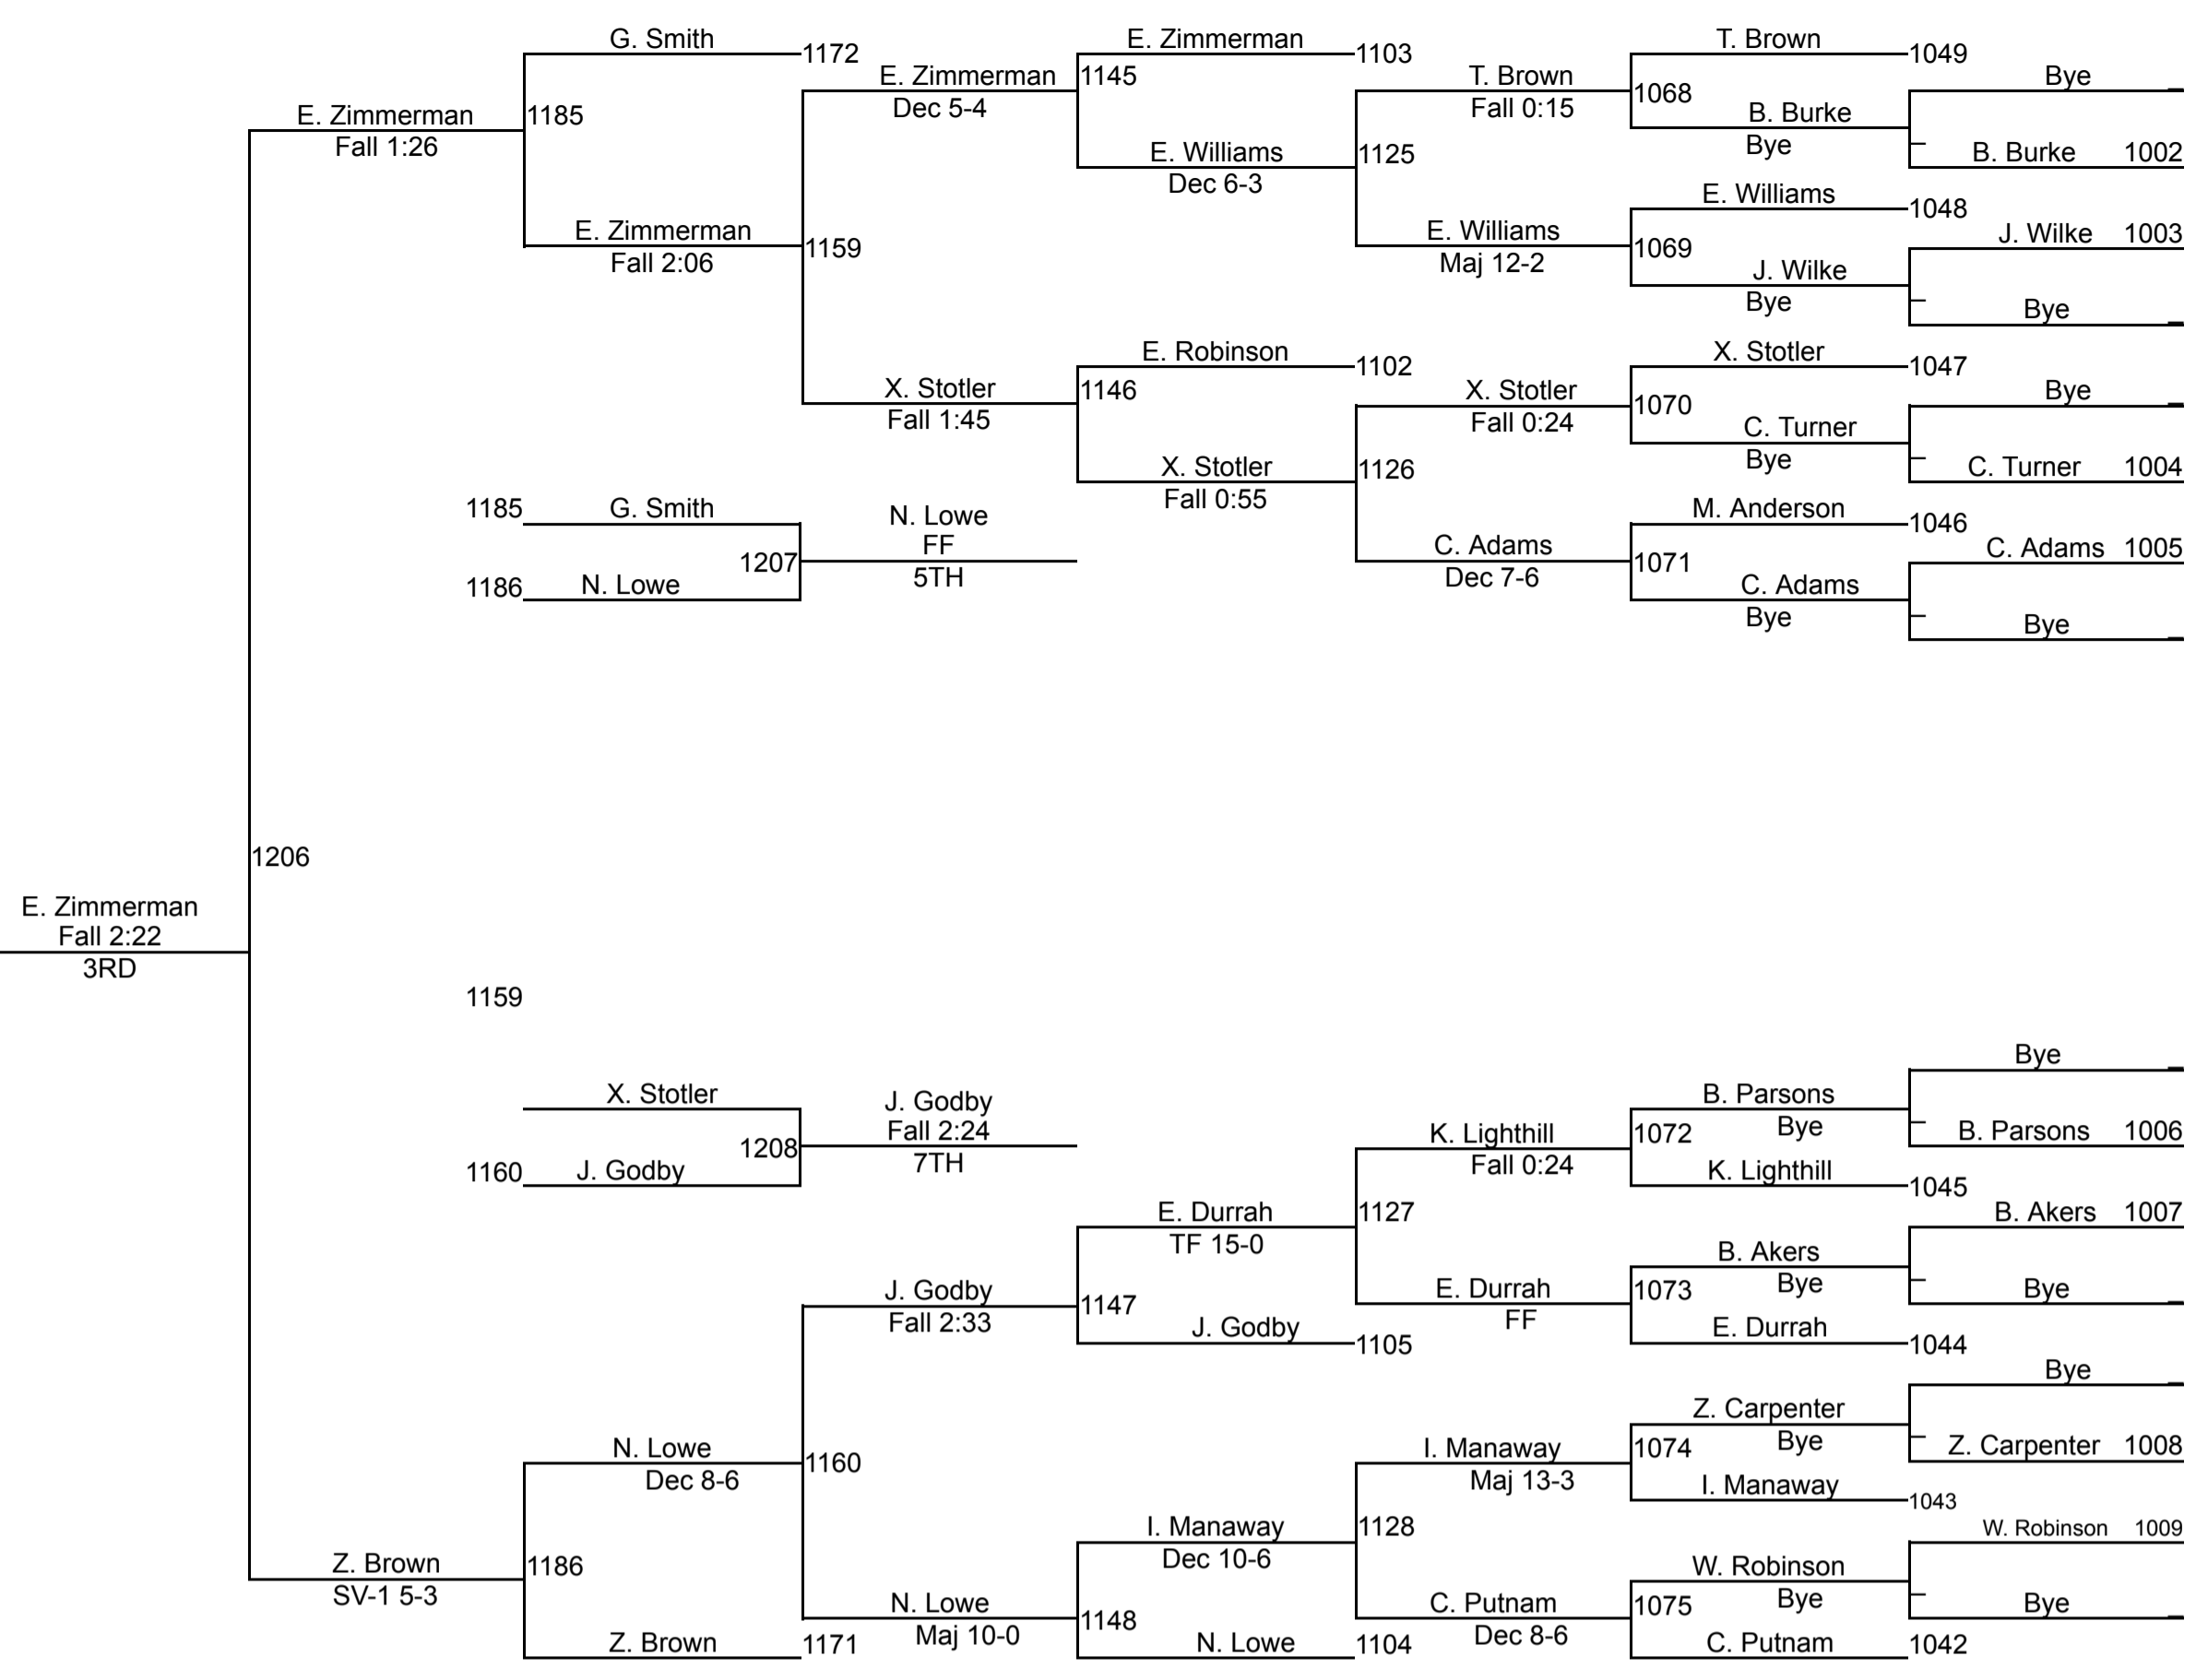 G. Smith
1172
E. Zimmerman
1103
T. Brown
1049
E. Zimmerman
1145
Dec 5-4
T. Brown
Fall 0:15
1068
Bye
E. Zimmerman
Fall 1:26
1185
B. Burke
Bye
E. Williams
Dec 6-3
1125
B. Burke 1002
E. Williams
1048
E. Zimmerman
Fall 2:06
1159
E. Williams
Maj 12-2
1069
J. Wilke 1003
J. Wilke
Bye
Bye
E. Robinson
1102
X. Stotler
1047
X. Stotler
Fall 1:45
1146
X. Stotler
Fall 0:24
1070
Bye
C. Turner
Bye
X. Stotler
Fall 0:55
1126
C. Turner 1004
1185
G. Smith
N. Lowe
FF
5TH
M. Anderson
1046
1207
C. Adams
Dec 7-6
1071
C. Adams 1005
1186
N. Lowe
C. Adams
Bye
Bye
1206
E. Zimmerman
Fall 2:22
3RD
1159
Bye
X. Stotler
J. Godby
Fall 2:24
7TH
B. Parsons
Bye
1208
K. Lighthill
Fall 0:24
1072
B. Parsons 1006
1160
J. Godby
K. Lighthill
1045
E. Durrah
TF 15-0
1127
B. Akers 1007
B. Akers
Bye
J. Godby
Fall 2:33
1147
E. Durrah
FF
1073
Bye
J. Godby
1105
E. Durrah
1044
Bye
Z. Carpenter
Bye
N. Lowe
Dec 8-6
1160
I. Manaway
Maj 13-3
1074
Z. Carpenter 1008
I. Manaway
1043
I. Manaway
Dec 10-6
1128
W. Robinson 1009
Z. Brown
SV-1 5-3
1186
W. Robinson
Bye
N. Lowe
Maj 10-0
1148
C. Putnam
Dec 8-6
1075
Bye
Z. Brown
1171
N. Lowe
1104
C. Putnam
1042